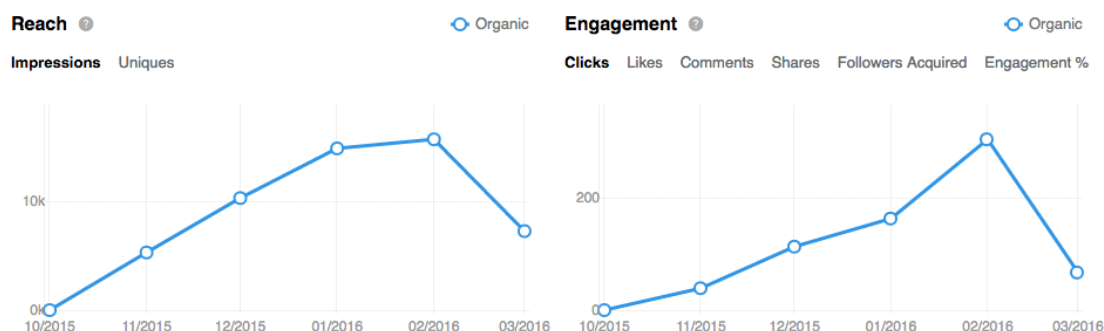 Reach ?
Organic
Impressions Uniques
10k
0k
10/2015 11/2015 12/2015 01/2016 02/2016 03/2016
Engagement ?
Organic
Clicks Likes Comments Shares Followers Acquired Engagement %
200
0
10/2015 11/2015 12/2015 01/2016 02/2016 03/2016